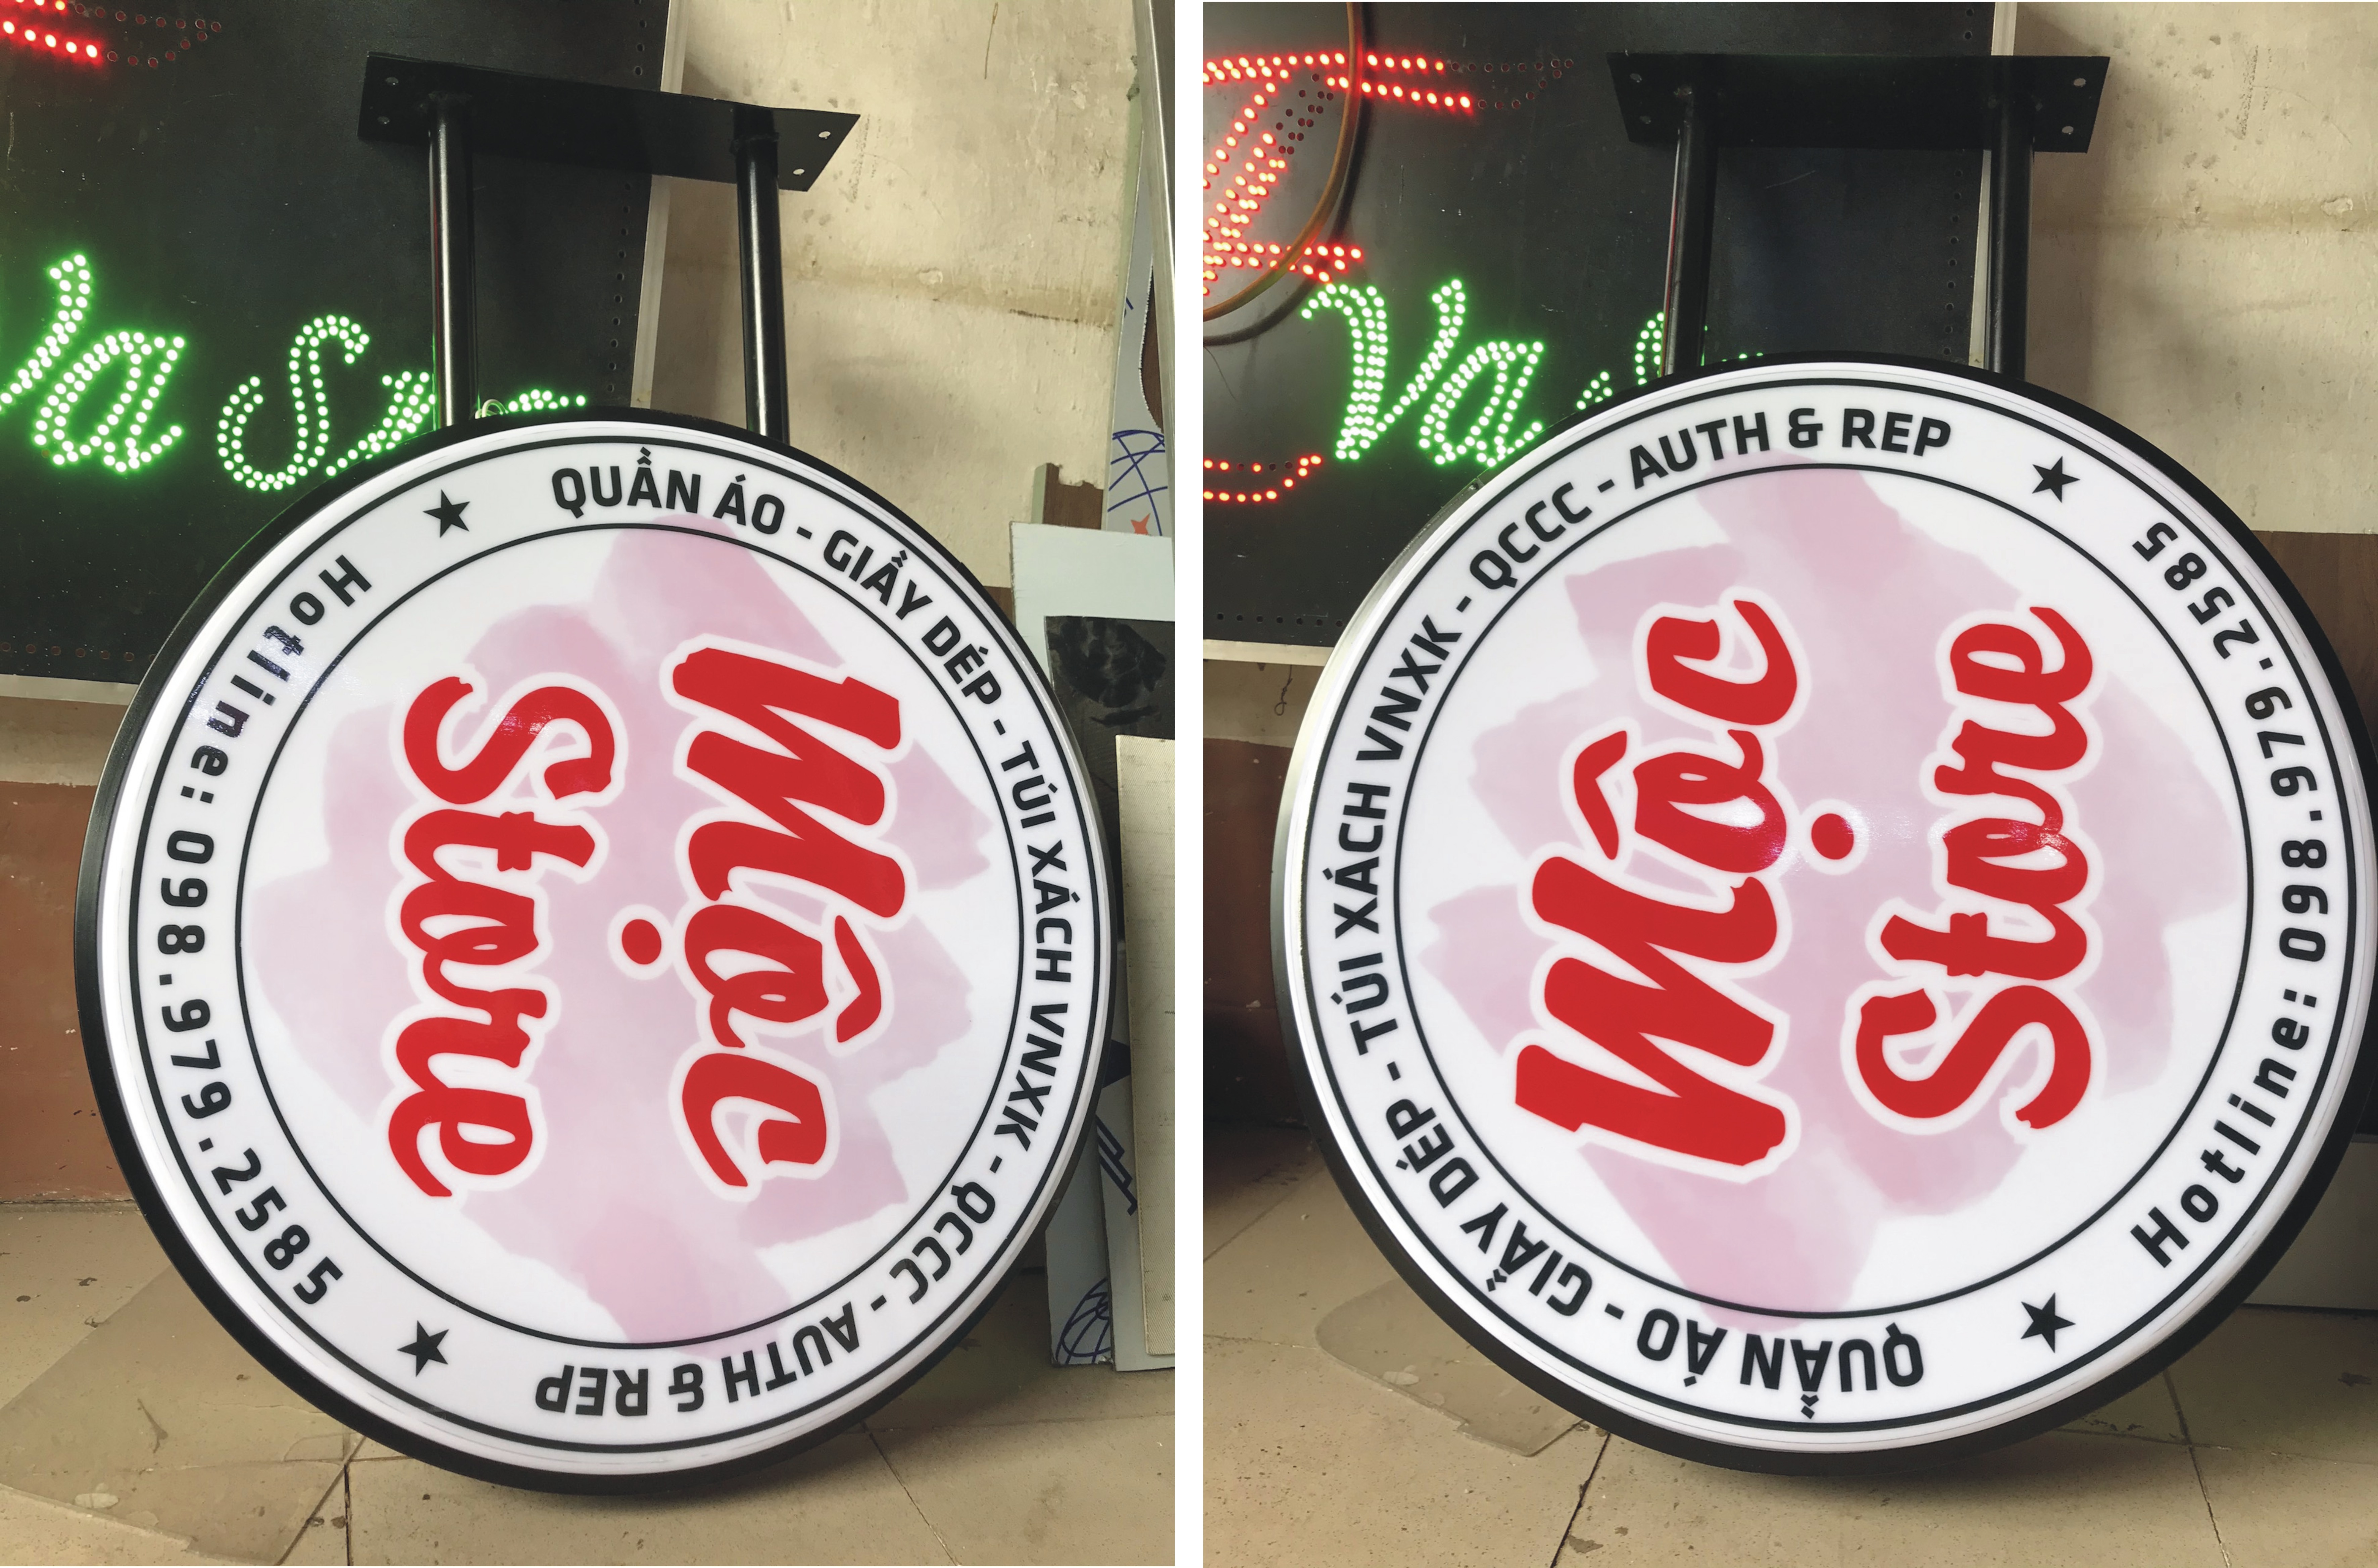 QUẦN ÁO - GIẦY DÉP - TÚI XÁCH VNXK - QCCC - AUTH & REP
Mộc
Store
Hotline: 098.979.2585
QUẦN ÁO - GIẦY DÉP - TÚI XÁCH VNXK - QCCC - AUTH & REP
Mộc
Store
Hotline: 098.979.2585
Va